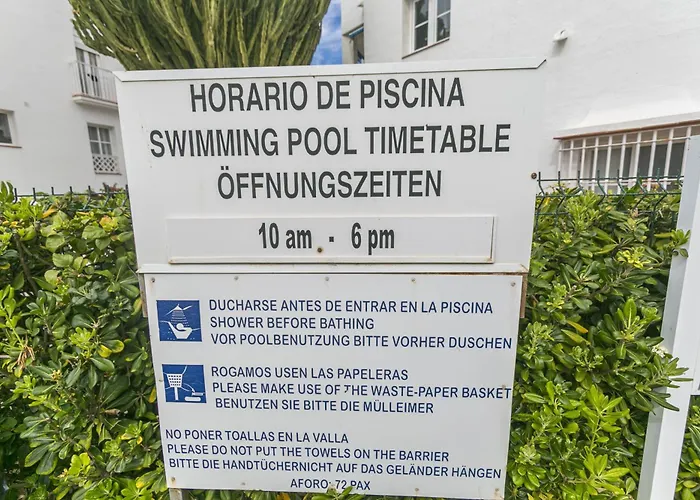 HORARIO DE PISCINA
SWIMMING POOL TIMETABLE
ÖFFNUNGSZEITEN
10 am - 6 pm
DUCHARSE ANTES DE ENTRAR EN LA PISCINA
SHOWER BEFORE BATHING
VOR POOLBENUTZUNG BITTE VORHER DUSCHEN
ROGAMOS USEN LAS PAPELERAS
PLEASE MAKE USE OF THE WASTE-PAPER BASKET
BENUTZEN SIE BITTE DIE MÜLLEIMER
NO PONER TOALLAS EN LA VALLA
PLEASE DO NOT PUT THE TOWELS ON THE BARRIER
BITTE DIE HANDTÜCHERNICHT AUF DAS GELÄNDER HÄNGEN
AFORO: 72 PAX